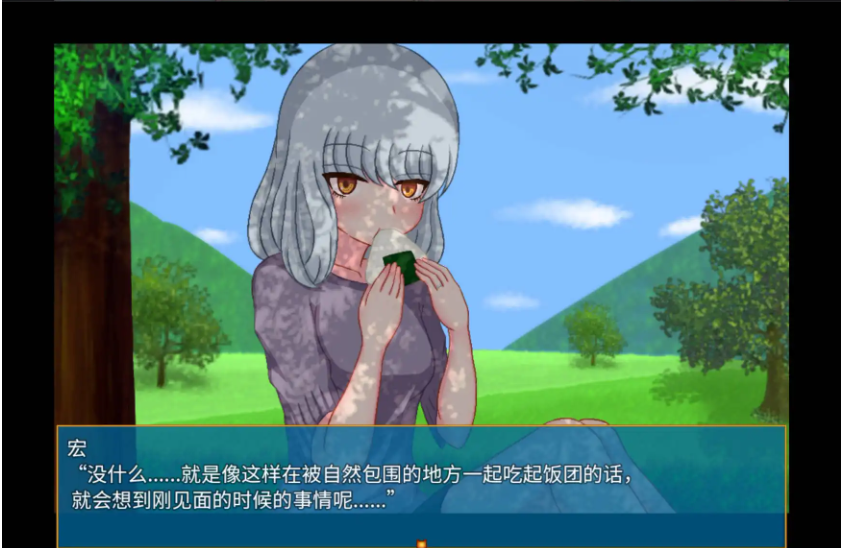 宏
“没什么......就是像这样在被自然包围的地方一起吃起饭团的话，
就会想到刚见面的时候的事情呢......”